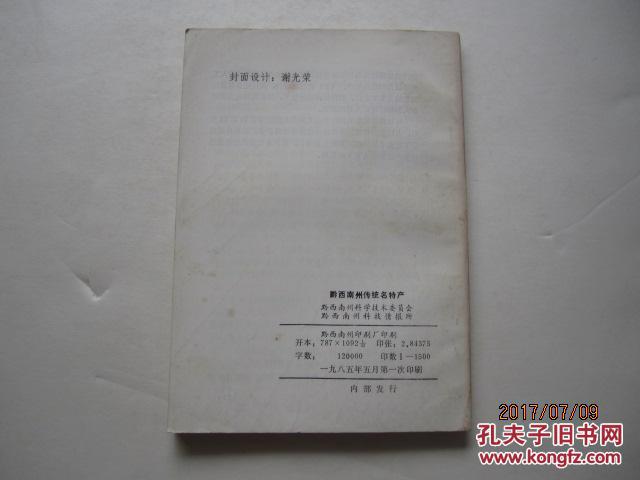 封面设计：谢光荣
黔西南州传统名特产
黔西南州科学技术委员会
黔西南州科技情报所
黔西南州印刷厂印刷
开本：787×1092 印张：2.84375
字数： 120000 印数1—1500
一九八五年五月第一次印刷
内部发行
2017/07/09
孔夫子旧书网
www.kongfz.com